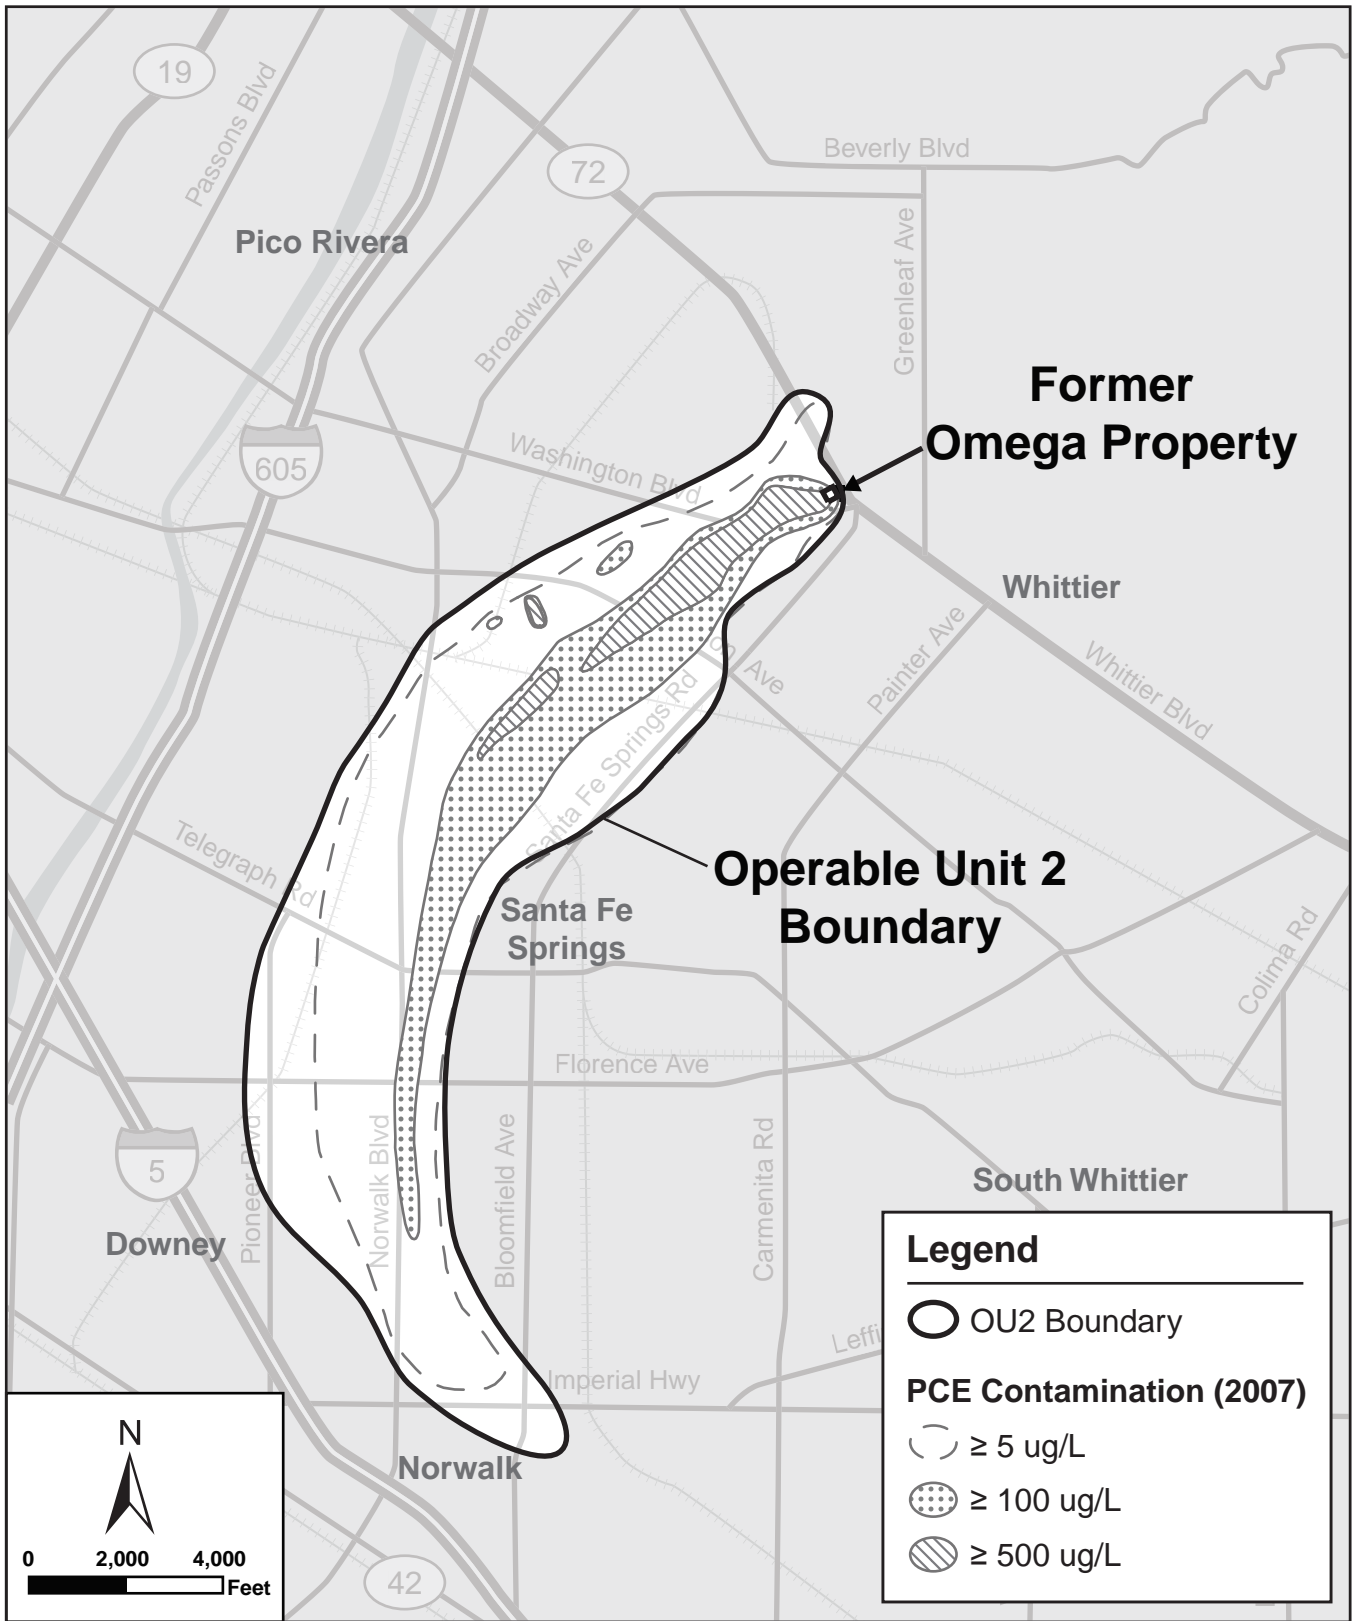 19
Passons Blvd
72
Beverly Blvd
Pico Rivera
Broadway Ave
Greenleaf Ave
Former
Omega Property
605
Washington Blvd
Whittier
Painter Ave
Whittier Blvd
on Ave
Santa Fe Springs Rd
Telegraph Rd
Operable Unit 2
Boundary
Santa Fe
Springs
Colima Rd
Florence Ave
5
Pioneer Blvd
Norwalk Blvd
Bloomfield Ave
Carmenita Rd
South Whittier
Downey
Leffi
Imperial Hwy
Norwalk
42
N
0 2,000 4,000
Feet
Legend
OU2 Boundary
PCE Contamination (2007)
≥ 5 ug/L
≥ 100 ug/L
≥ 500 ug/L